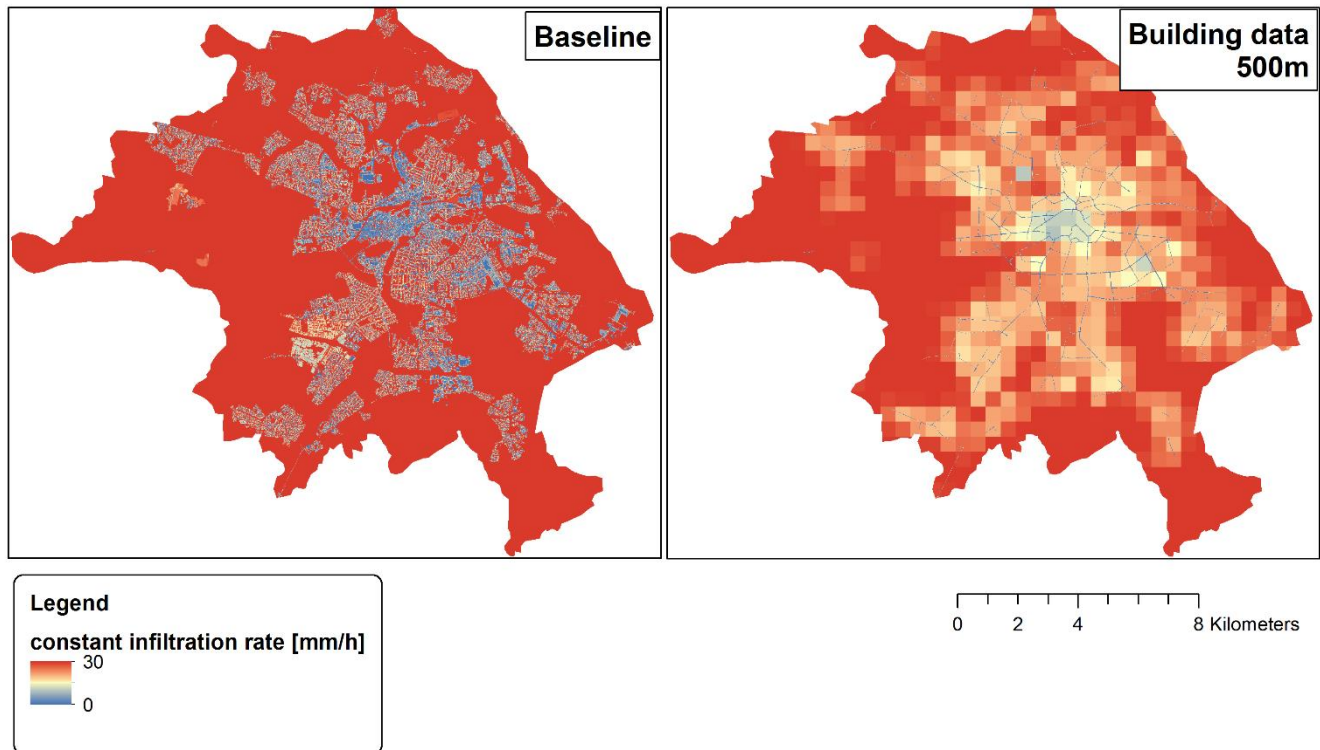 Baseline
Building data
500m
Legend
constant infiltration rate [mm/h]
30
0
0 2 4 8 Kilometers